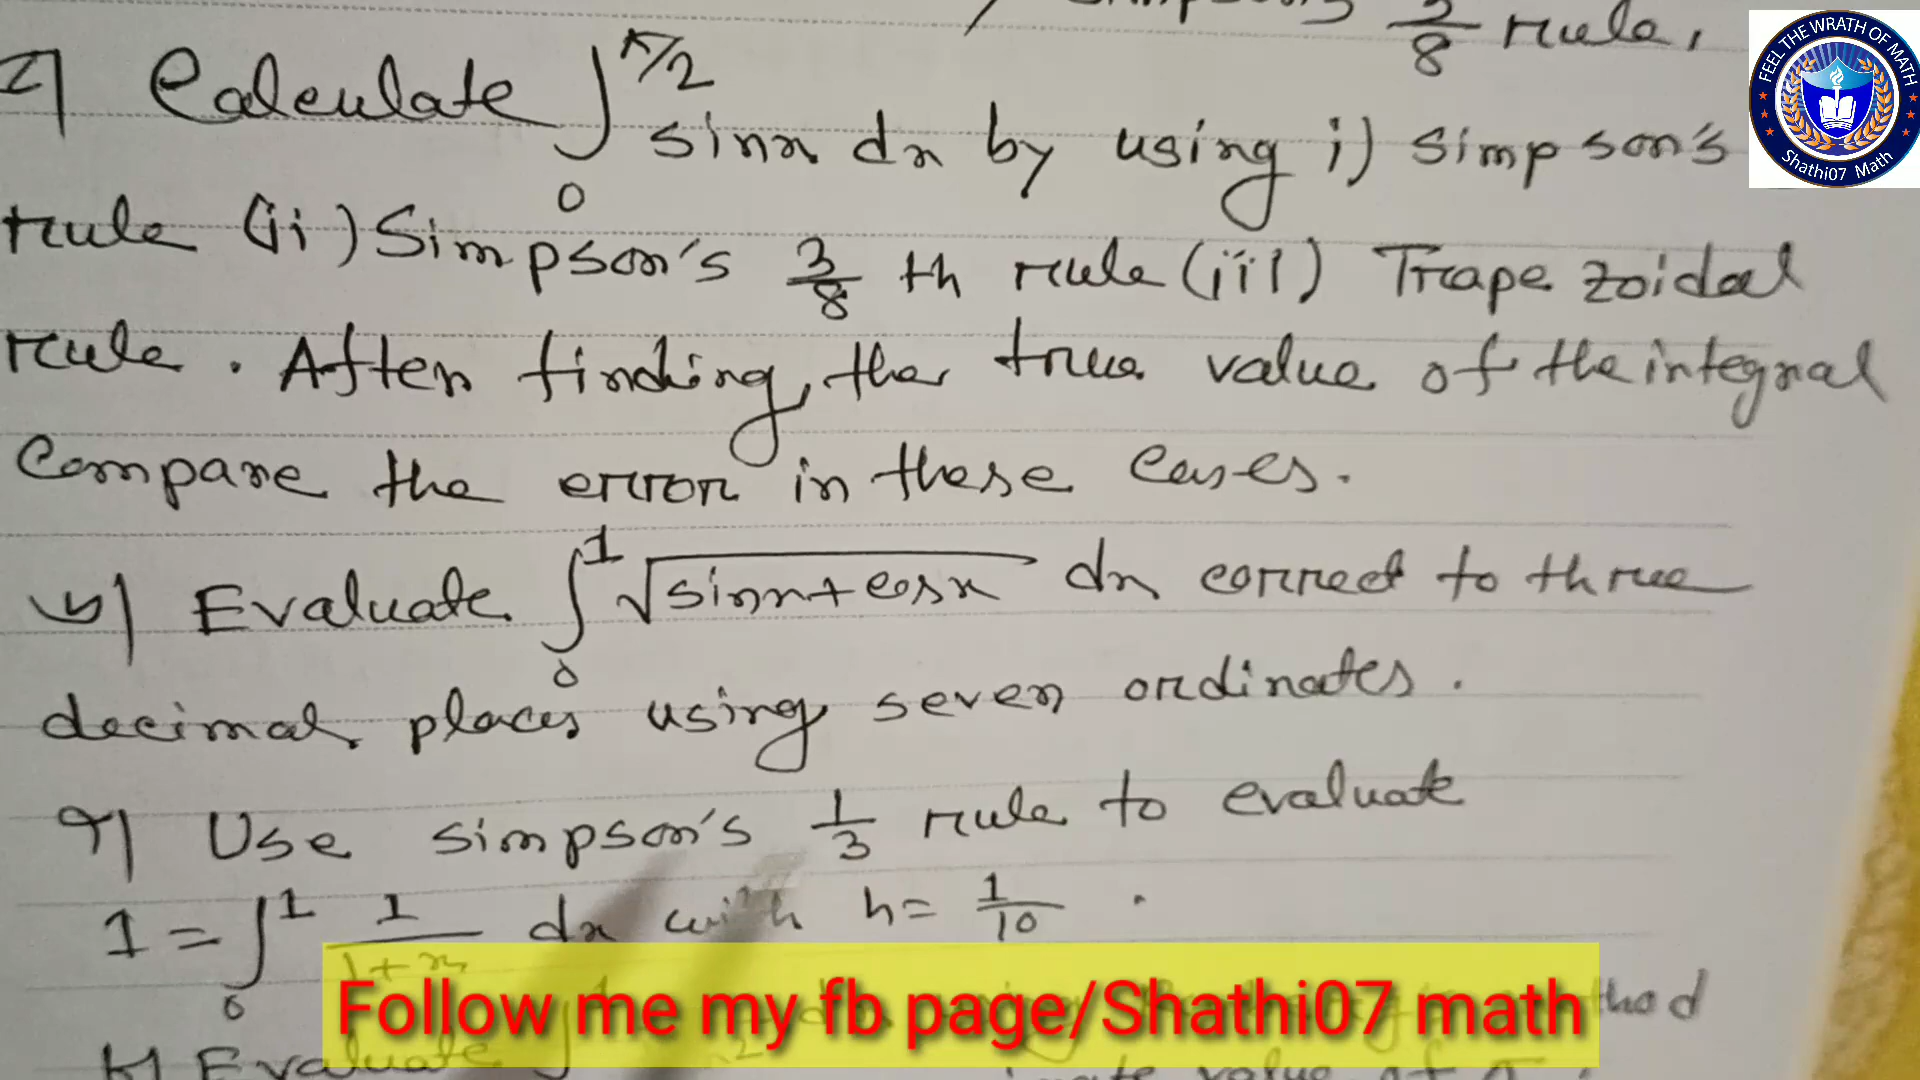 3/8 rule,
Calculate ∫₀^π/2 sinx dx by using i) Simpson's
rule (ii) Simpson's 3/8 th rule (iii) Trapezoidal
rule. After finding, the true value of the integral
Compare the error in these cases.
Evaluate ∫₀¹ √sinx+cosx dx correct to three
decimal places using seven ordinates.
Use simpson's 1/3 rule to evaluate
I = ∫₀¹ 1/1+x dx with h = 1/10 .
Evaluate
FEEL THE WRATH OF MATH
Shathi07 Math
Follow me my fb page/Shathi07 math